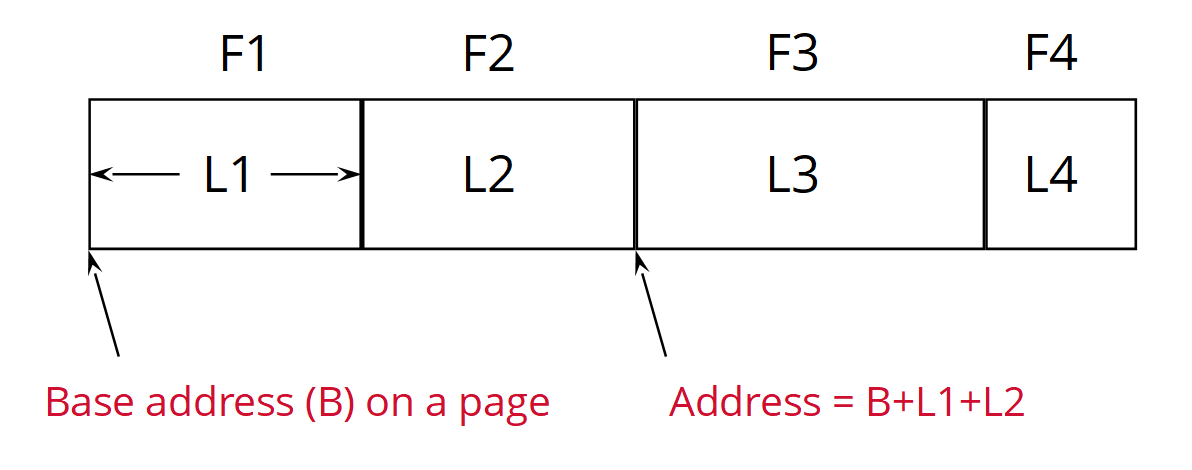 F1 F2 F3 F4
L1 L2 L3 L4
Base address (B) on a page
Address = B+L1+L2